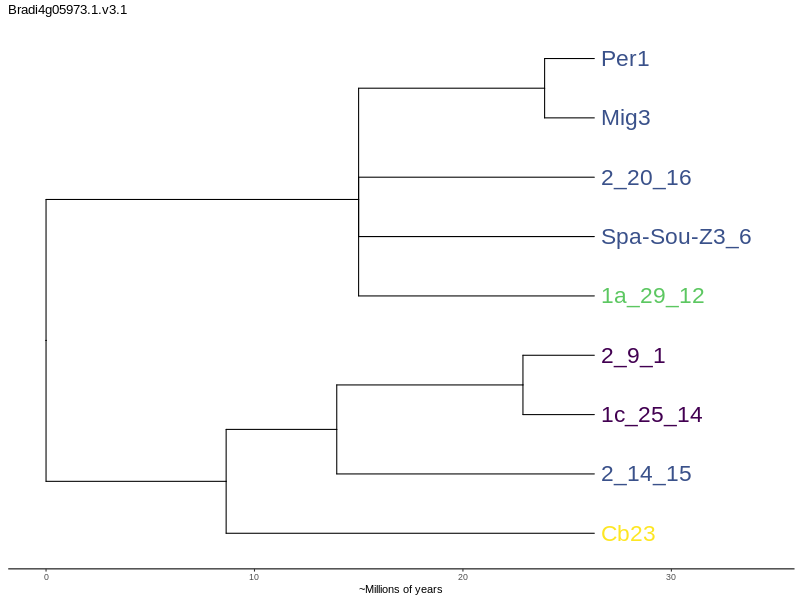 Bradi4g05973.1.v3.1
Per1
Mig3
2_20_16
Spa-Sou-Z3_6
1a_29_12
2_9_1
1c_25_14
2_14_15
Cb23
0 10 20 30
~Millions of years